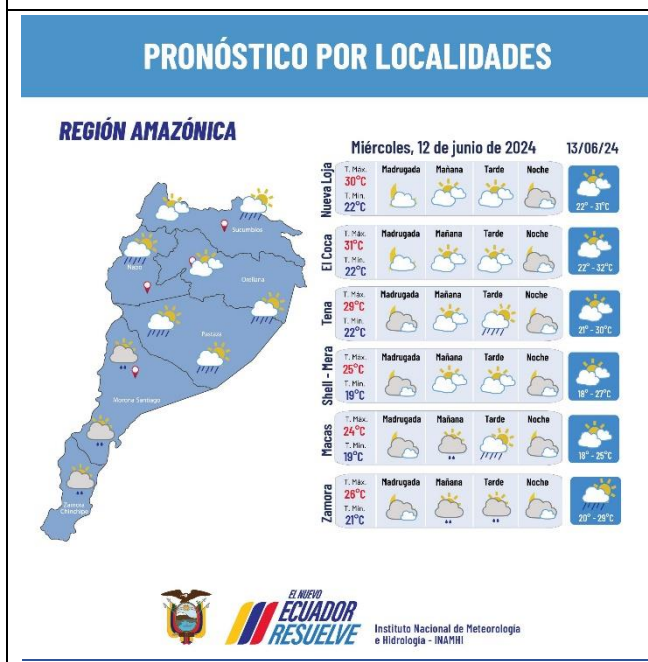 PRONÓSTICO POR LOCALIDADES
REGIÓN AMAZÓNICA
Miércoles, 12 de junio de 2024
13/06/24
Sucumbíos
Napo
Orellana
Pastaza
Morona Santiago
Zamora
Chinchipe
Nueva Loja
T. Máx.
30°C
T. Mín.
22°C
Madrugada Mañana Tarde Noche
22° - 31°C
El Coca
T. Máx.
31°C
T. Mín.
22°C
Madrugada Mañana Tarde Noche
22° - 32°C
Tena
T. Máx.
29°C
T. Mín.
22°C
Madrugada Mañana Tarde Noche
21° - 30°C
Shell - Mera
T. Máx.
25°C
T. Mín.
19°C
Madrugada Mañana Tarde Noche
18° - 27°C
Macas
T. Máx.
24°C
T. Mín.
19°C
Madrugada Mañana Tarde Noche
18° - 25°C
Zamora
T. Máx.
26°C
T. Mín.
21°C
Madrugada Mañana Tarde Noche
20° - 29°C
EL NUEVO
ECUADOR
RESUELVE
Instituto Nacional de Meteorología
e Hidrología - INAMHI